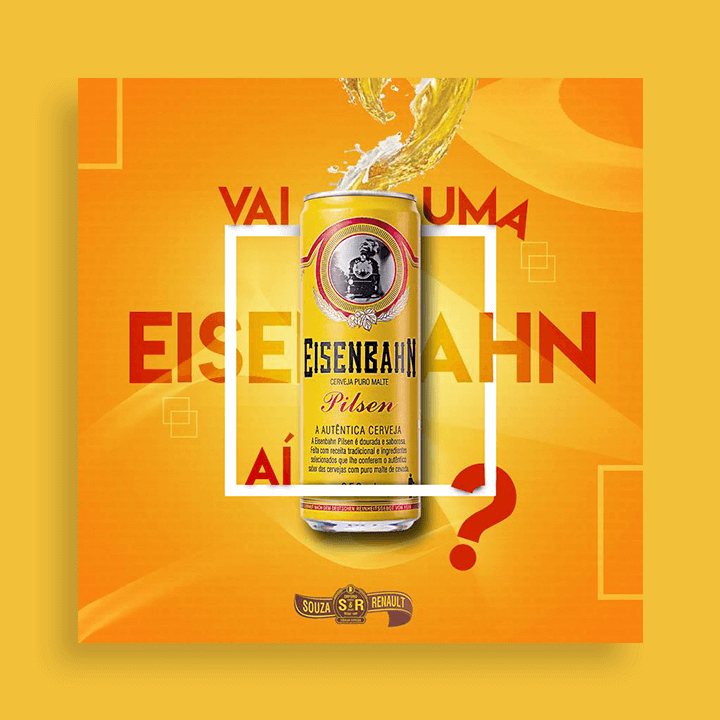 VAI UMA
EISENBAHN
AÍ ?
EISENBAHN
CERVEJA PURO MALTE
Pilsen
A AUTÊNTICA CERVEJA
A Eisenbahn Pilsen é dourada e saborosa.
Feita com receita tradicional e ingredientes
selecionados que lhe conferem o autêntico
sabor das cervejas com puro malte de cevada.
SOUZA S&R RENAULT